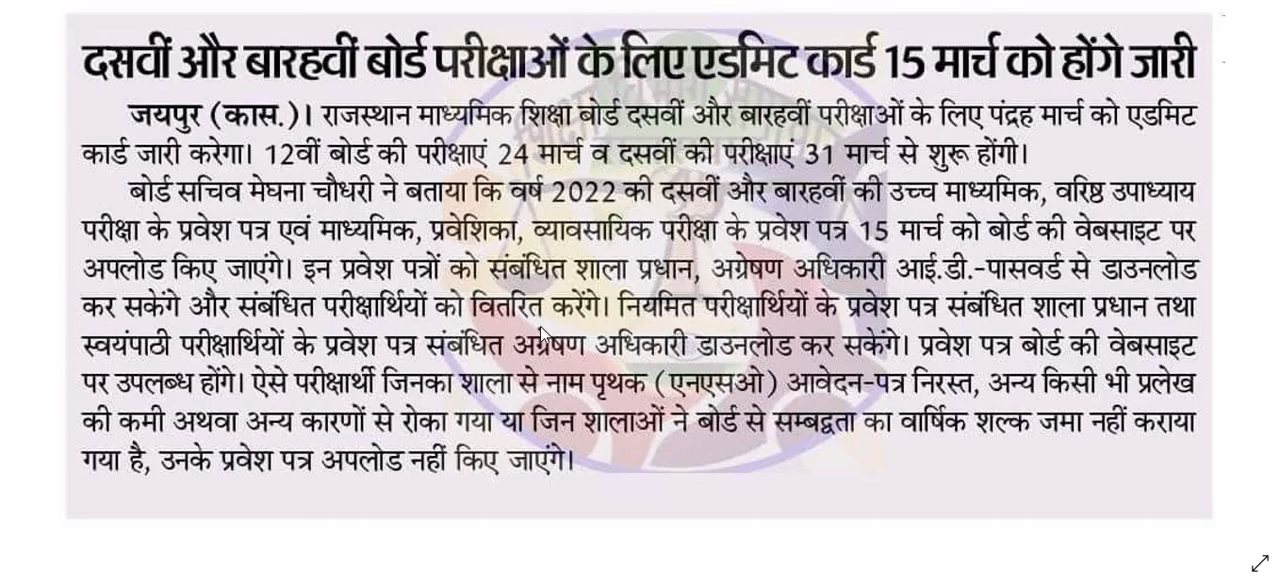 दसवीं और बारहवीं बोर्ड परीक्षाओं के लिए एडमिट कार्ड 15 मार्च को होंगे जारी
जयपुर (कास.)। राजस्थान माध्यमिक शिक्षा बोर्ड दसवीं और बारहवीं परीक्षाओं के लिए पंद्रह मार्च को एडमिट
कार्ड जारी करेगा। 12वीं बोर्ड की परीक्षाएं 24 मार्च व दसवीं की परीक्षाएं 31 मार्च से शुरू होंगी।
बोर्ड सचिव मेघना चौधरी ने बताया कि वर्ष 2022 की दसवीं और बारहवीं की उच्च माध्यमिक, वरिष्ठ उपाध्याय
परीक्षा के प्रवेश पत्र एवं माध्यमिक, प्रवेशिका, व्यावसायिक परीक्षा के प्रवेश पत्र 15 मार्च को बोर्ड की वेबसाइट पर
अपलोड किए जाएंगे। इन प्रवेश पत्रों को संबंधित शाला प्रधान, अग्रेषण अधिकारी आई.डी.-पासवर्ड से डाउनलोड
कर सकेंगे और संबंधित परीक्षार्थियों को वितरित करेंगे। नियमित परीक्षार्थियों के प्रवेश पत्र संबंधित शाला प्रधान तथा
स्वयंपाठी परीक्षार्थियों के प्रवेश पत्र संबंधित अग्रेषण अधिकारी डाउनलोड कर सकेंगे। प्रवेश पत्र बोर्ड की वेबसाइट
पर उपलब्ध होंगे। ऐसे परीक्षार्थी जिनका शाला से नाम पृथक (एनएसओ) आवेदन-पत्र निरस्त, अन्य किसी भी प्रलेख
की कमी अथवा अन्य कारणों से रोका गया या जिन शालाओं ने बोर्ड से सम्बद्वता का वार्षिक शल्क जमा नहीं कराया
गया है, उनके प्रवेश पत्र अपलोड नहीं किए जाएंगे।